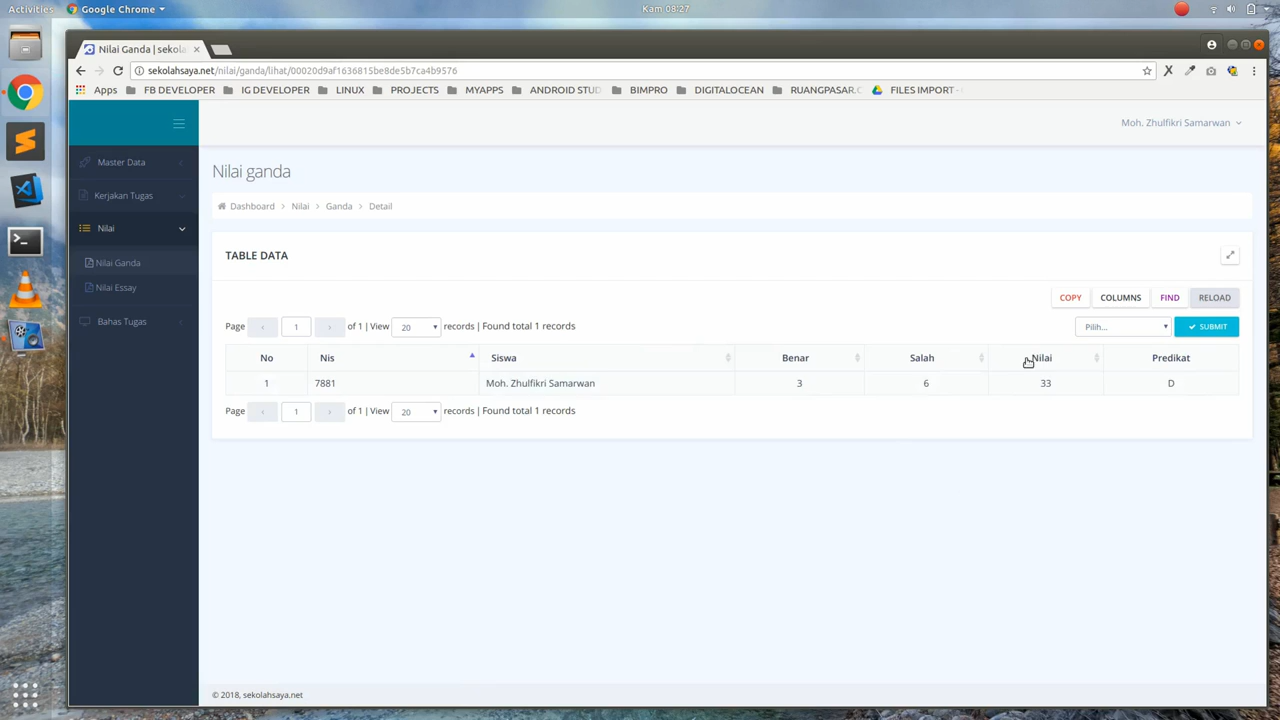 Activities Google Chrome Kam 08:27
Nilai Ganda | sekola
sekolahsaya.net/nilai/ganda/lihat/00020d9af1636815be8de5b7ca4b9576
Apps FB DEVELOPER IG DEVELOPER LINUX PROJECTS MYAPPS ANDROID STUD BIMPRO DIGITALOCEAN RUANGPASAR.C FILES IMPORT -
Moh. Zhulfikri Samarwan
Master Data
Kerjakan Tugas
Nilai
Nilai Ganda
Nilai Essay
Bahas Tugas
Nilai ganda
Dashboard > Nilai > Ganda > Detail
TABLE DATA
COPY COLUMNS FIND RELOAD
Page ‹ 1 › of 1 | View 20 records | Found total 1 records Pilih... SUBMIT
No Nis Siswa Benar Salah Nilai Predikat
1 7881 Moh. Zhulfikri Samarwan 3 6 33 D
Page ‹ 1 › of 1 | View 20 records | Found total 1 records
© 2018, sekolahsaya.net